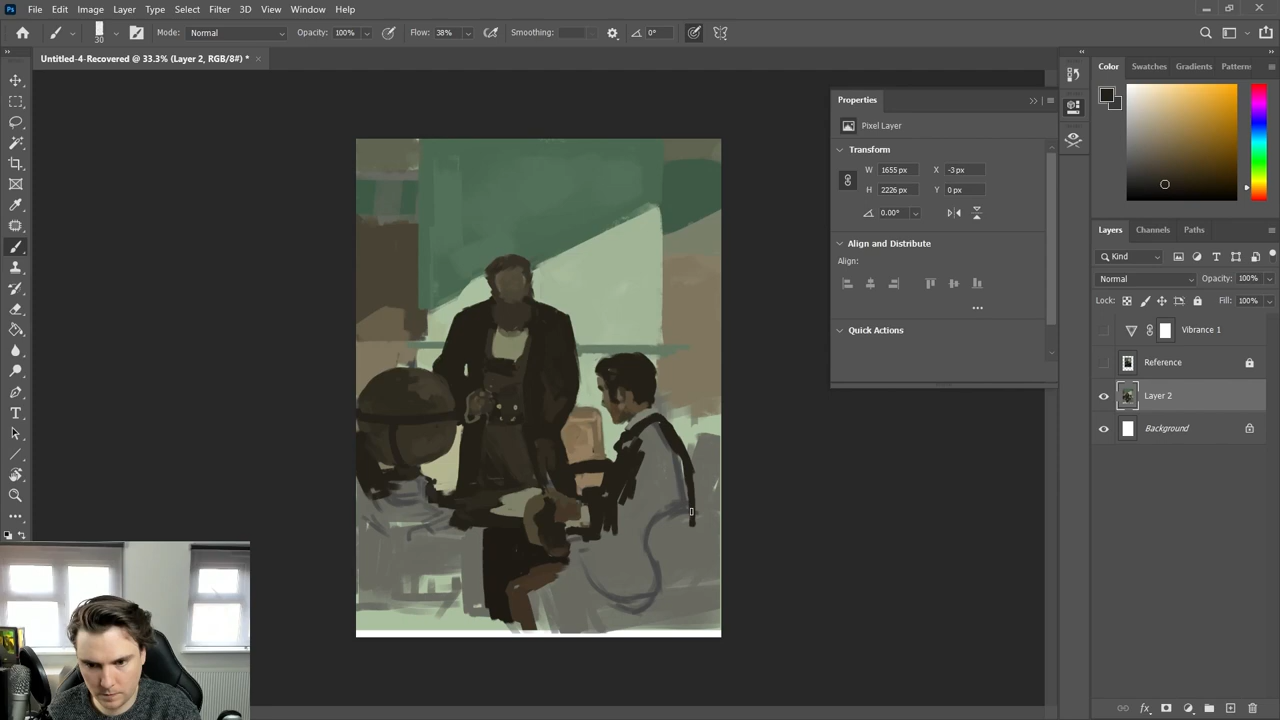 Ps File Edit Image Layer Type Select Filter 3D View Window Help
30 Mode: Normal Opacity: 100% Flow: 38% Smoothing: 0°
Untitled-4-Recovered @ 33.3% (Layer 2, RGB/8#) * ×
Color Swatches Gradients Patterns
Properties
Pixel Layer
Transform
W 1655 px X -3 px
H 2226 px Y 0 px
0.00°
Align and Distribute
Align:
Quick Actions
Layers Channels Paths
Kind
Normal Opacity: 100%
Lock: Fill: 100%
Vibrance 1
Reference
Layer 2
Background